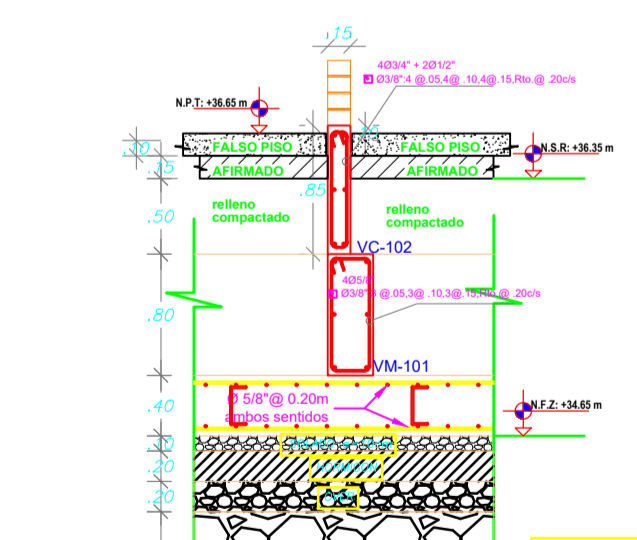 .15
4Ø3/4" + 2Ø1/2"
Ø3/8":4 @.05,4@ .10,4@.15,Rto.@ .20c/s
N.P.T: +36.65 m
.10
FALSO PISO
FALSO PISO
N.S.R: +36.35 m
.10
.15
AFIRMADO
AFIRMADO
.85
relleno
compactado
relleno
compactado
.50
VC-102
4Ø5/8"
Ø3/8" 3 @.05,3@ .10,3@.15,Rto.@ .20c/s
.80
VM-101
Ø 5/8"@ 0.20m
ambos sentidos
.40
N.F.Z: +34.65 m
.10
.20
OVER
.20